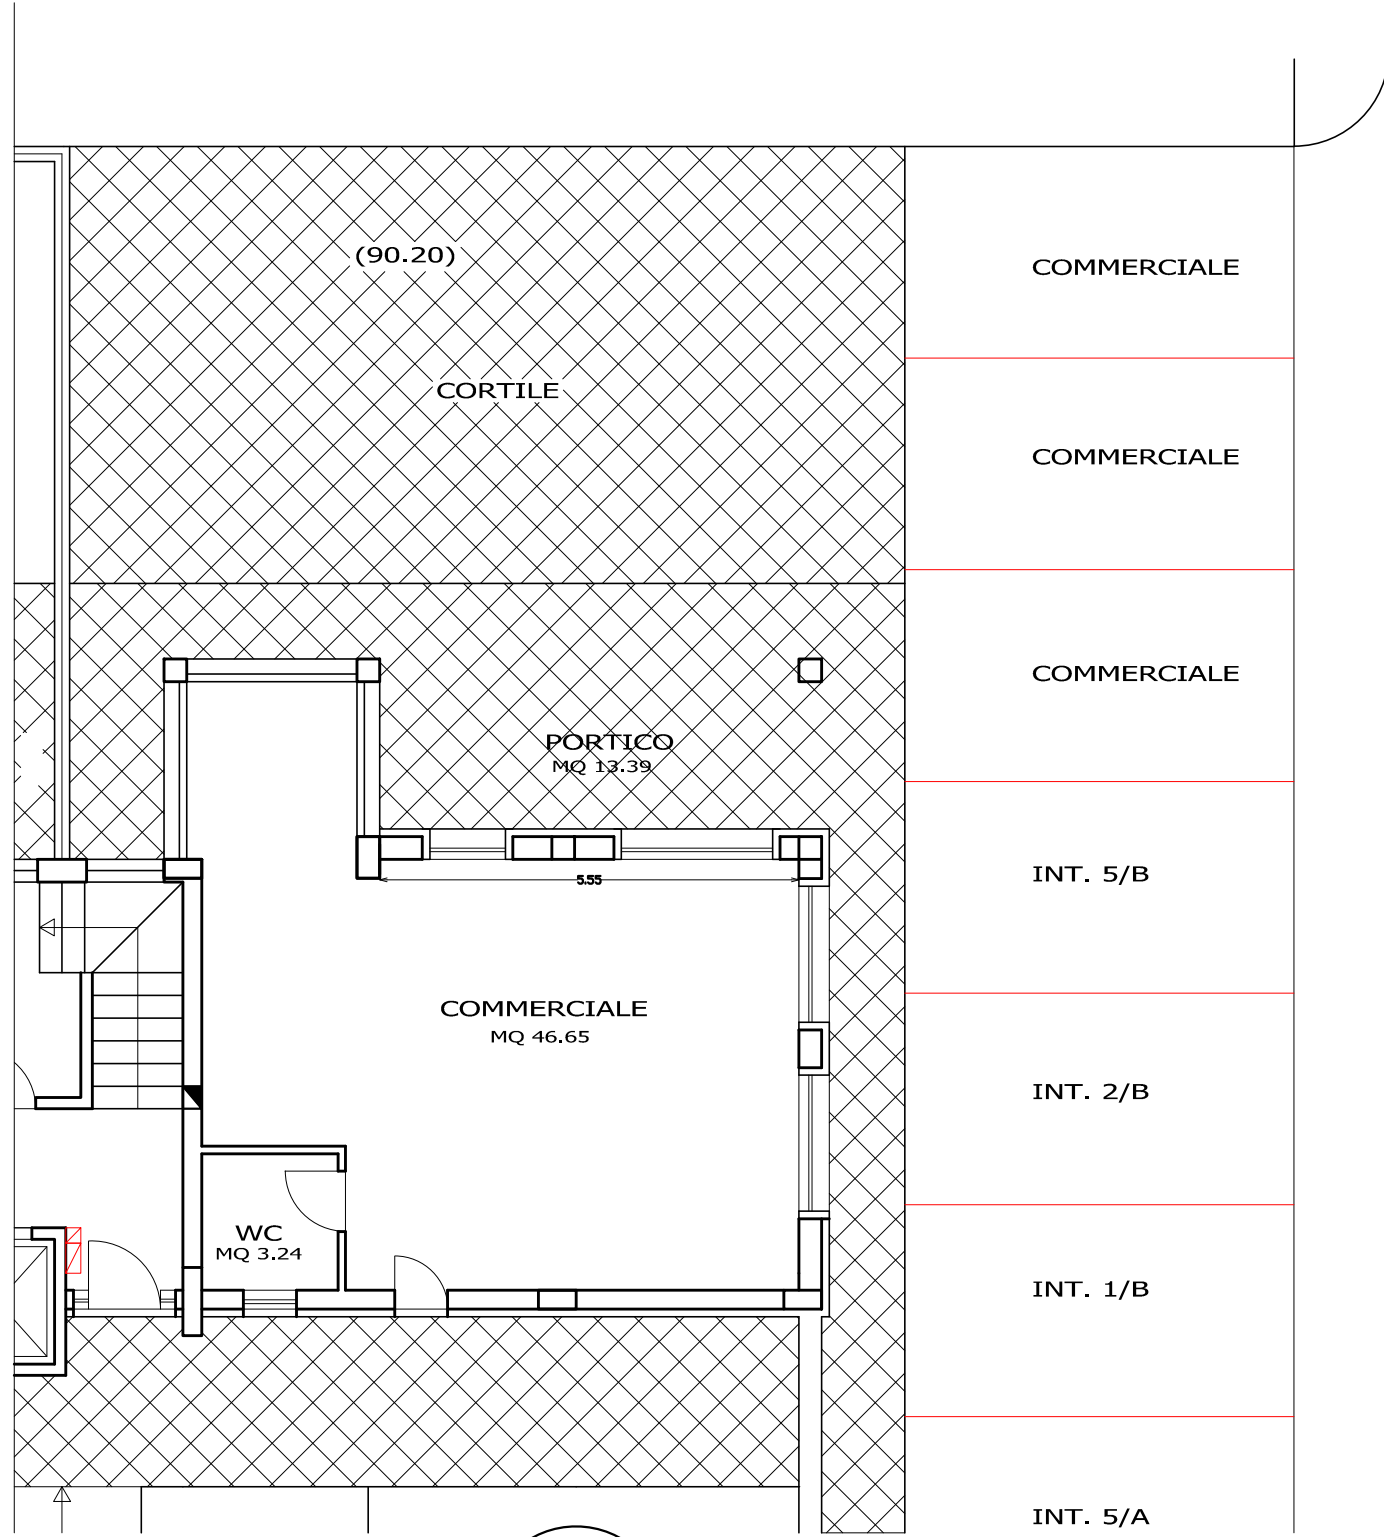 (90.20)
CORTILE
PORTICO
MQ 13.39
5.55
COMMERCIALE
MQ 46.65
WC
MQ 3.24
COMMERCIALE
COMMERCIALE
COMMERCIALE
INT. 5/B
INT. 2/B
INT. 1/B
INT. 5/A